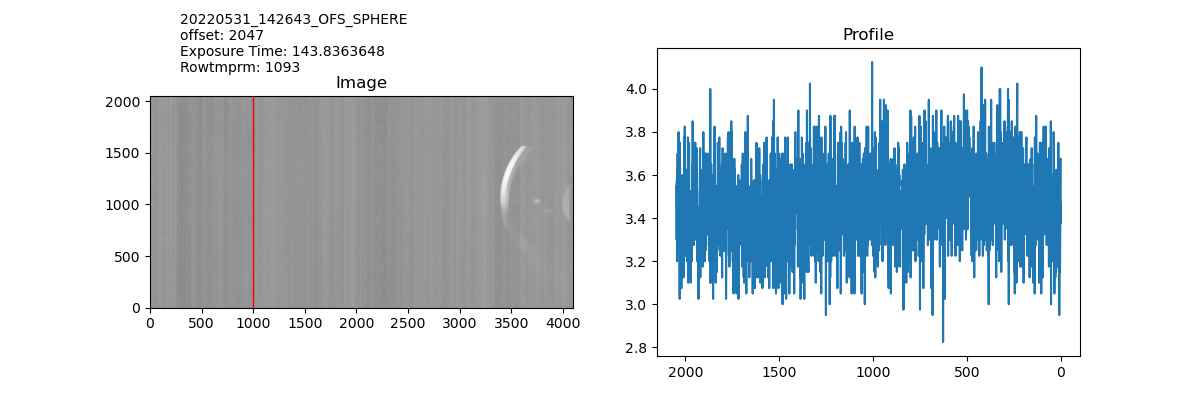 20220531_142643_OFS_SPHERE
offset: 2047
Exposure Time: 143.8363648
Rowtmprm: 1093
Image
2000
1500
1000
500
0
0 500 1000 1500 2000 2500 3000 3500 4000
Profile
4.0
3.8
3.6
3.4
3.2
3.0
2.8
2000 1500 1000 500 0